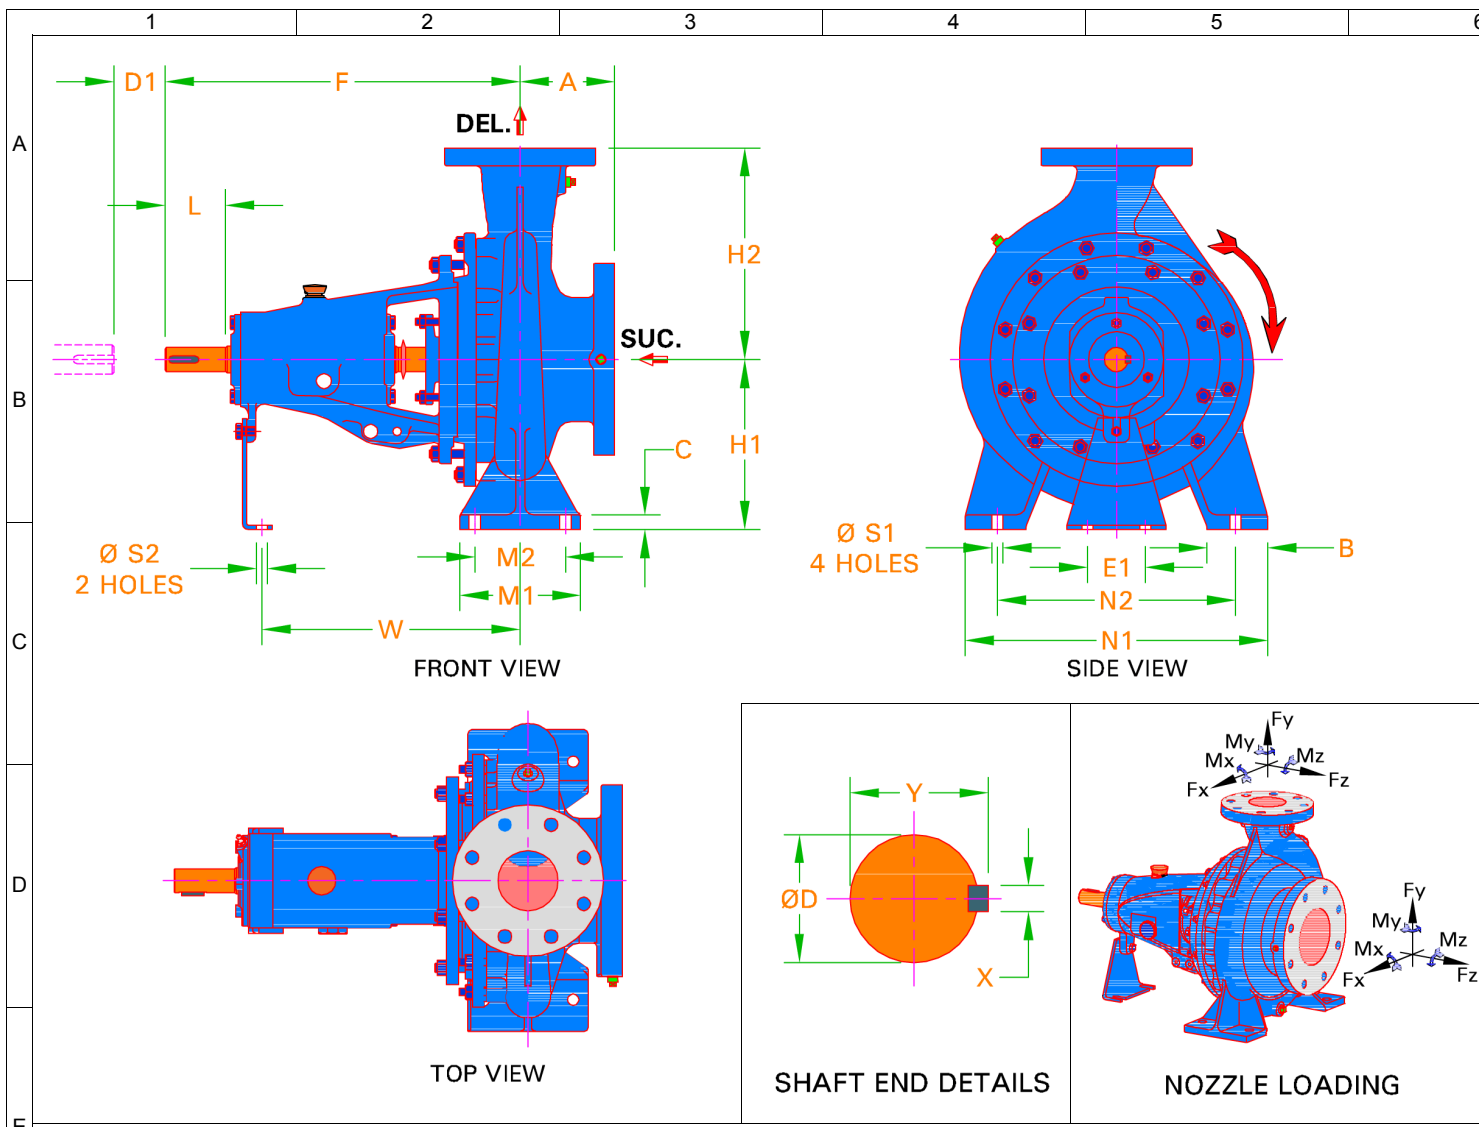 1 2 3 4 5 6
D1 F A
DEL.
A
L
H2
SUC.
B
C H1
Ø S2
2 HOLES
M2
M1
W
FRONT VIEW
Ø S1
4 HOLES
B
E1
N2
N1
SIDE VIEW
C
D
E
TOP VIEW
Y
ØD
X
SHAFT END DETAILS
Fy
My
Mz
Mx
Fx
Fz
Fy
My
Mz
Mx
Fx
Fz
NOZZLE LOADING